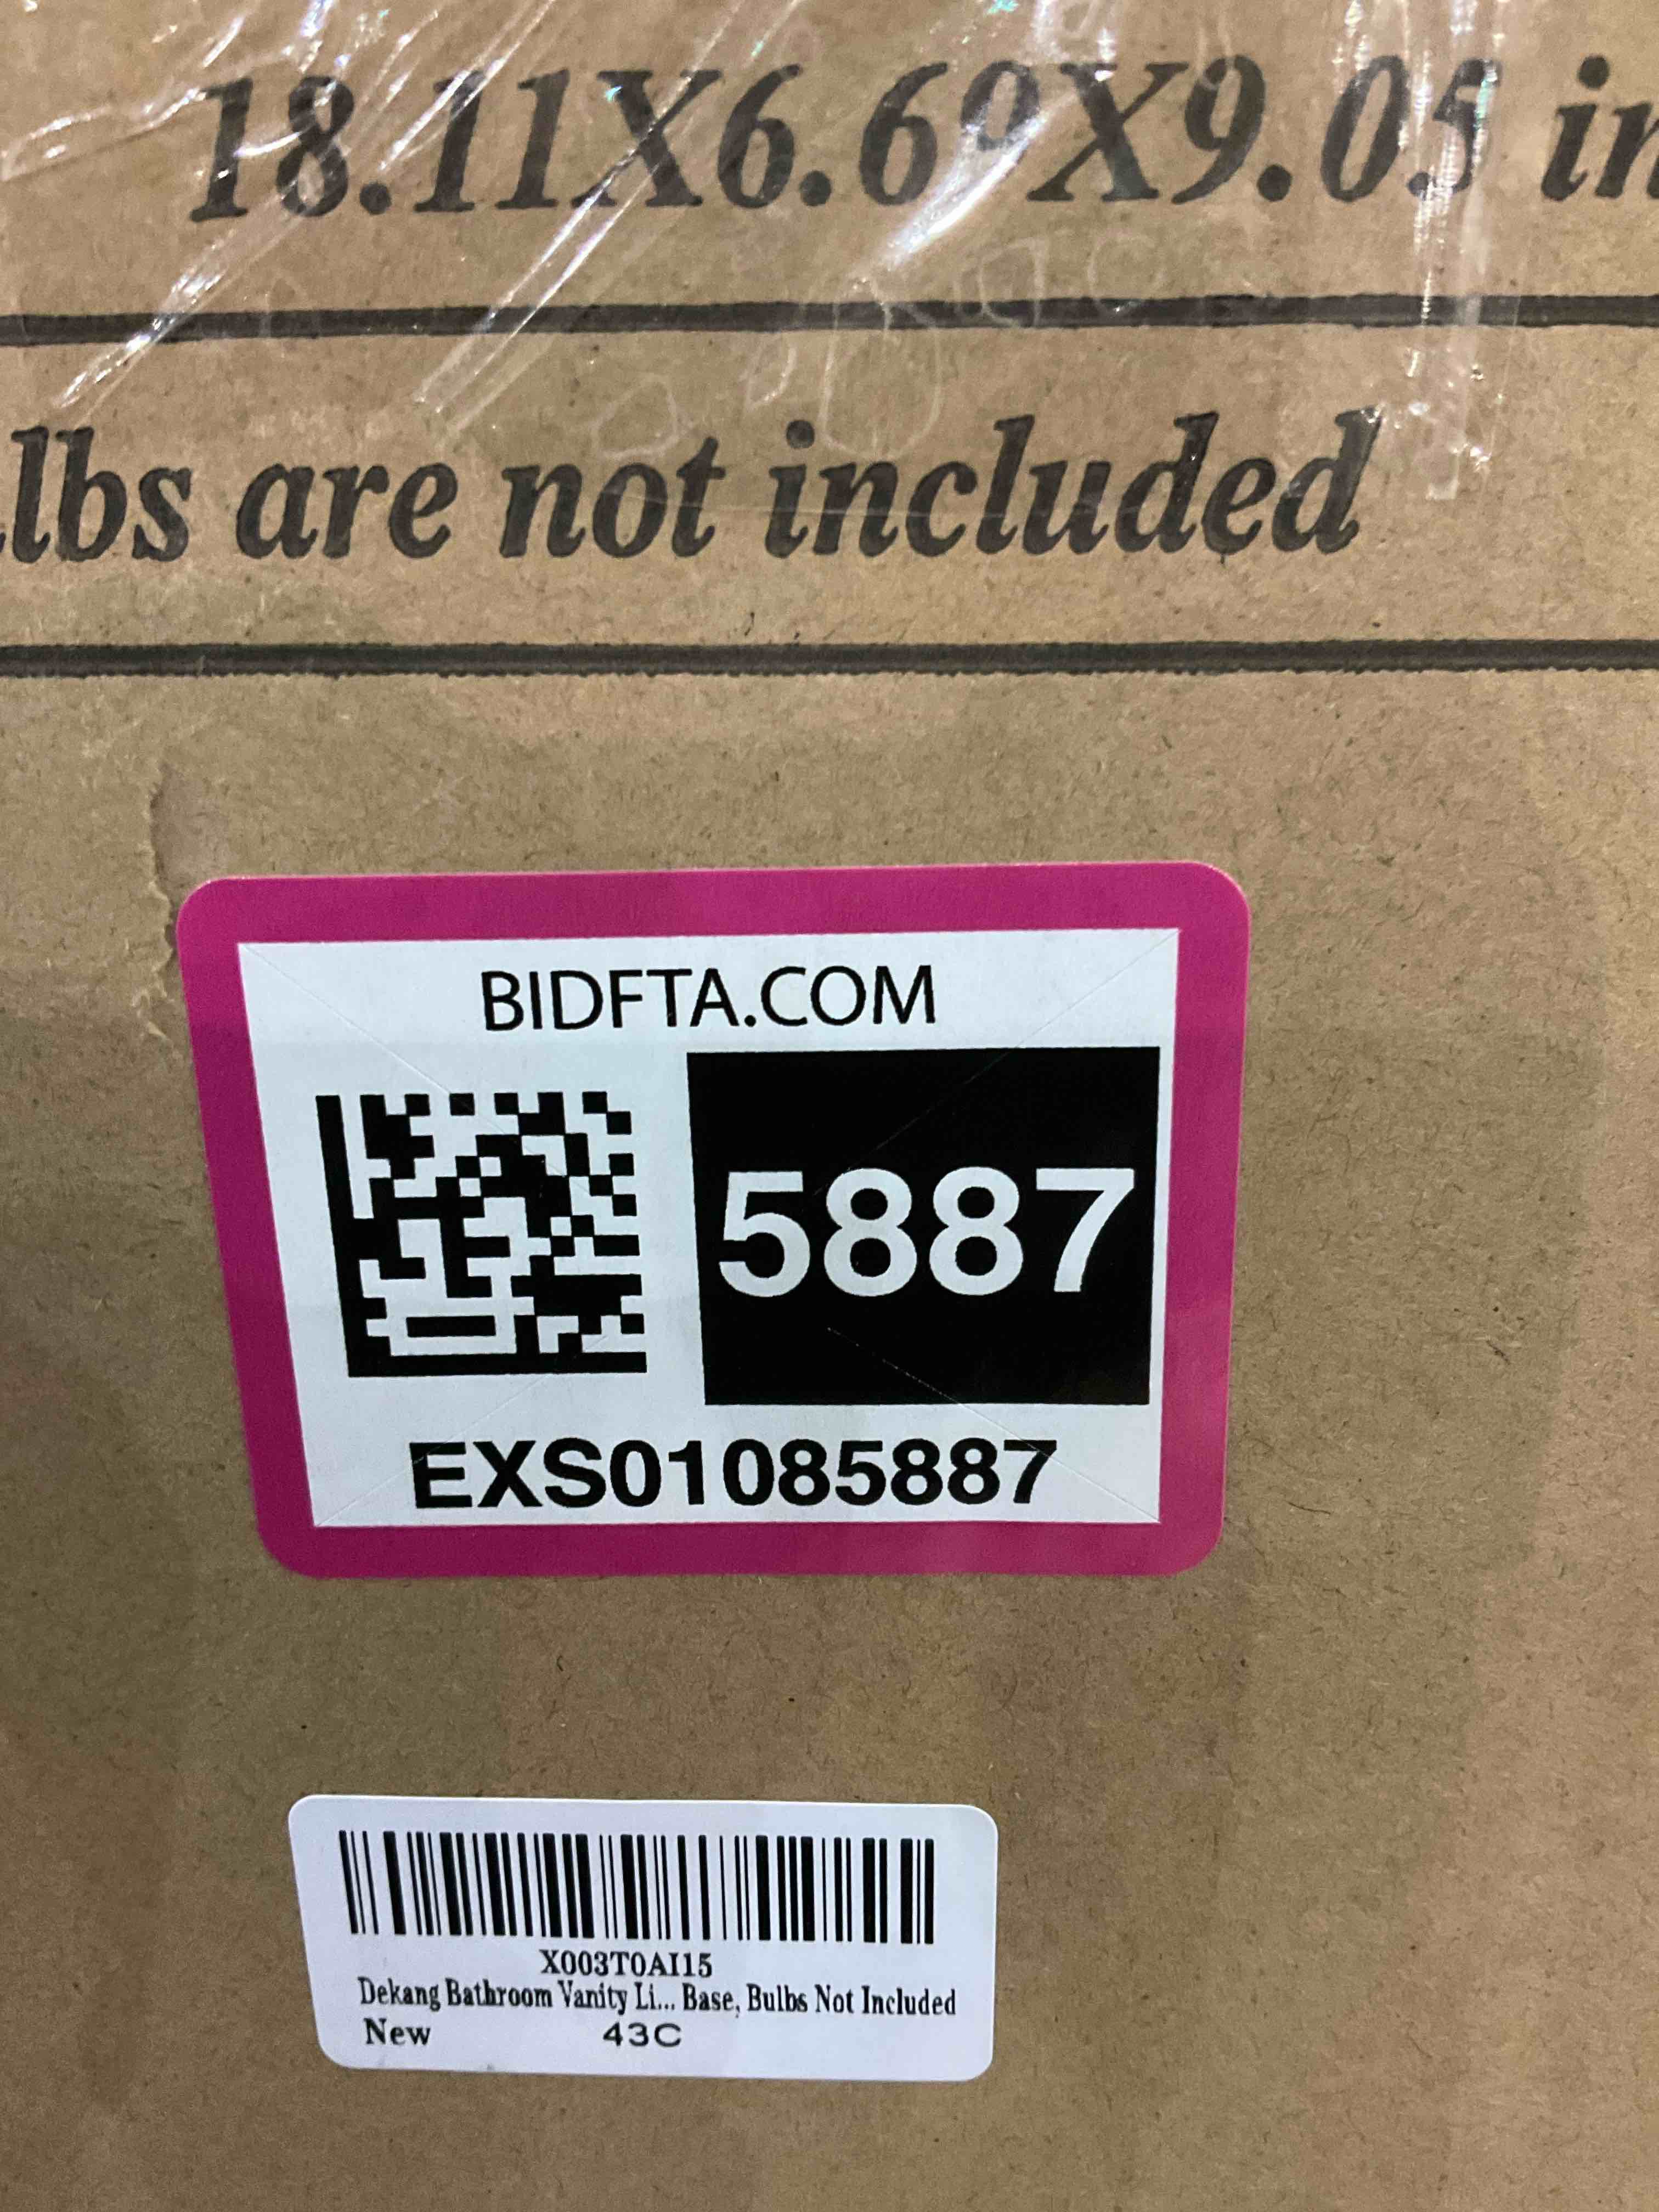 18.11X6.69X9.05 in
lbs are not included
BIDFTA.COM
5887
EXS01085887
X003T0AI15
Dekang Bathroom Vanity Li... Base, Bulbs Not Included
New 43C